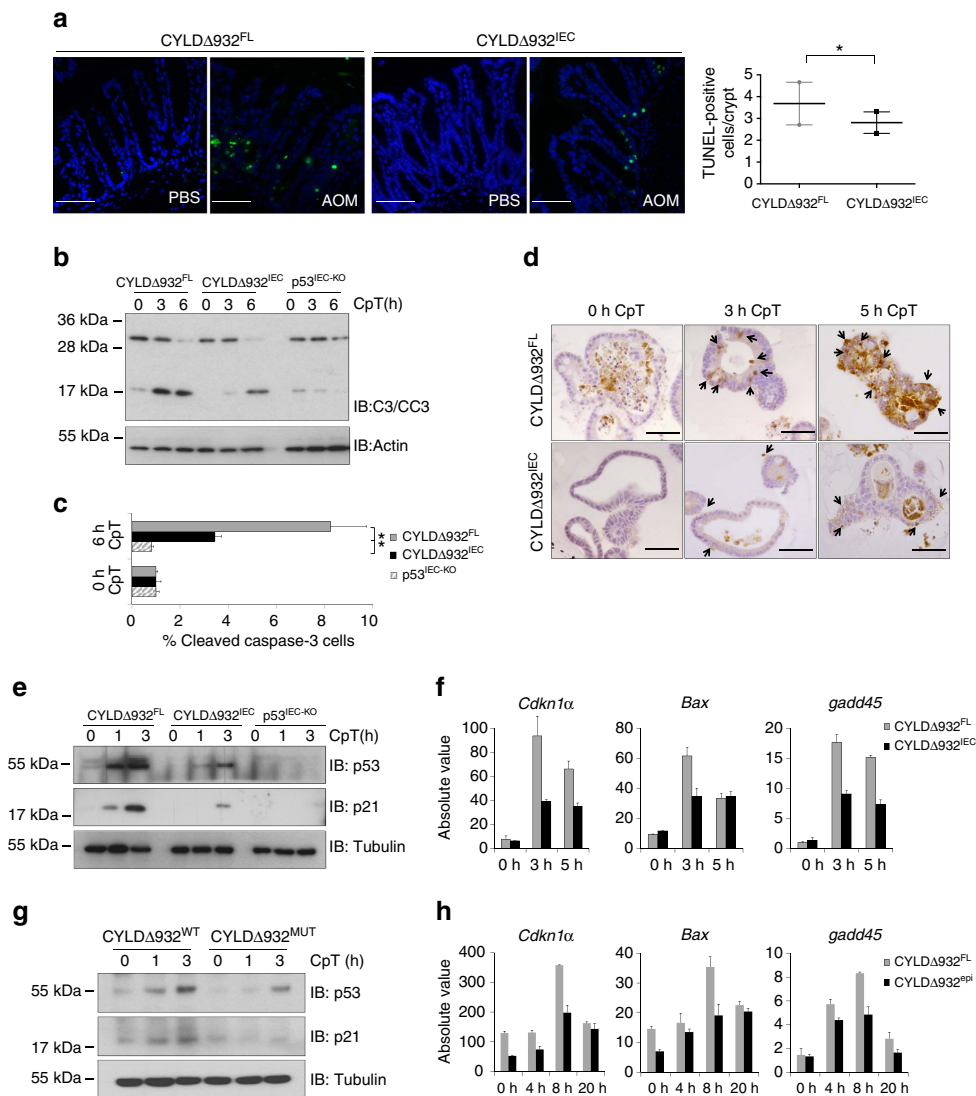 a
CYLDΔ932FL CYLDΔ932IEC
PBS AOM PBS AOM
TUNEL-positive
cells/crypt
5
4
3
2
1
0
*
CYLDΔ932FL CYLDΔ932IEC
b
CYLDΔ932FL CYLDΔ932IEC p53IEC-KO
0 3 6 0 3 6 0 3 6 CpT(h)
36 kDa
28 kDa
17 kDa
IB:C3/CC3
55 kDa
IB:Actin
c
6 h
CpT
0 h
CpT
* *
*
CYLDΔ932FL
CYLDΔ932IEC
p53IEC-KO
0 2 4 6 8 10
% Cleaved caspase-3 cells
d
0 h CpT 3 h CpT 5 h CpT
CYLDΔ932FL
CYLDΔ932IEC
e
CYLDΔ932FL CYLDΔ932IEC p53IEC-KO
0 1 3 0 1 3 0 1 3 CpT(h)
55 kDa IB: p53
17 kDa IB: p21
55 kDa IB: Tubulin
f
Cdkn1α Bax gadd45
Absolute value
100
80
60
40
20
0
0 h 3 h 5 h
80
60
40
20
0
0 h 3 h 5 h
20
15
10
5
0
0 h 3 h 5 h
CYLDΔ932FL
CYLDΔ932IEC
g
CYLDΔ932WT CYLDΔ932MUT
0 1 3 0 1 3 CpT (h)
55 kDa IB: p53
17 kDa IB: p21
55 kDa IB: Tubulin
h
Cdkn1α Bax gadd45
Absolute value
400
300
200
100
0
0 h 4 h 8 h 20 h
40
30
20
10
0
0 h 4 h 8 h 20 h
10
8
6
4
2
0
0 h 4 h 8 h 20 h
CYLDΔ932FL
CYLDΔ932epi